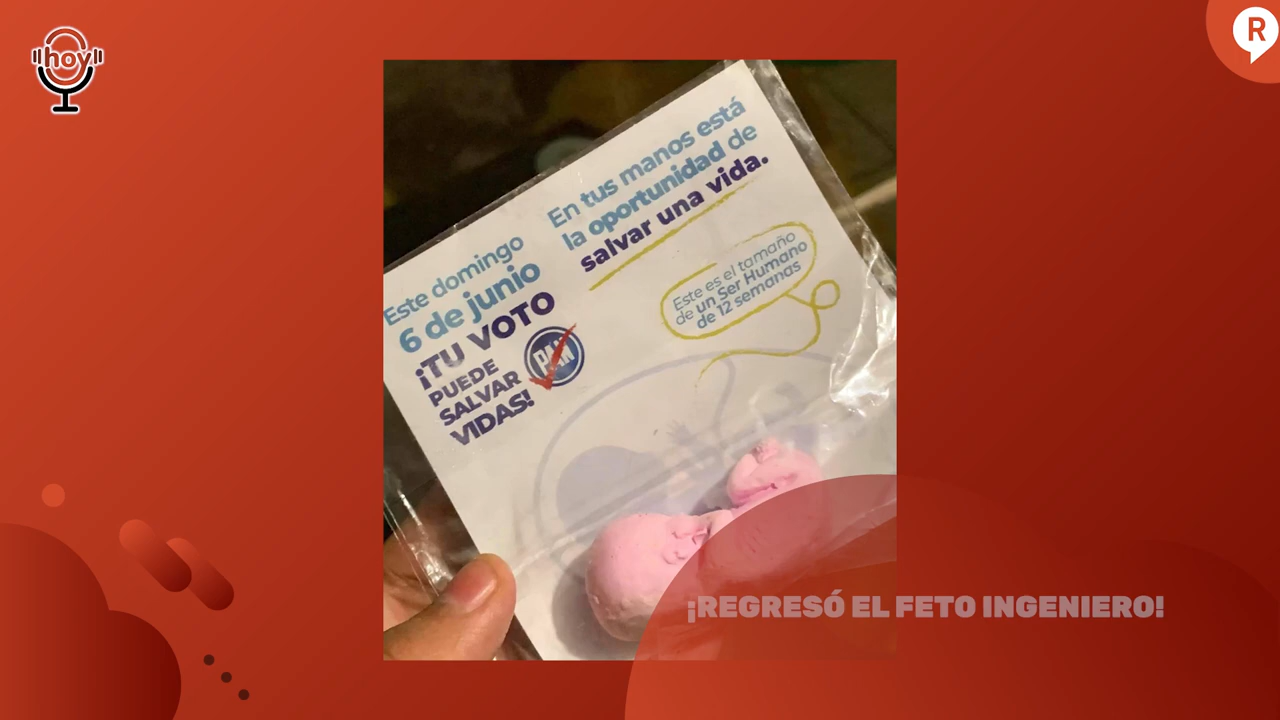 hoy
R
En tus manos está
la oportunidad de
salvar una vida.
Este domingo
6 de junio
¡TU VOTO
PUEDE
SALVAR
VIDAS!
PAN
Este es el tamaño
de un Ser Humano
de 12 semanas
¡REGRESÓ EL FETO INGENIERO!